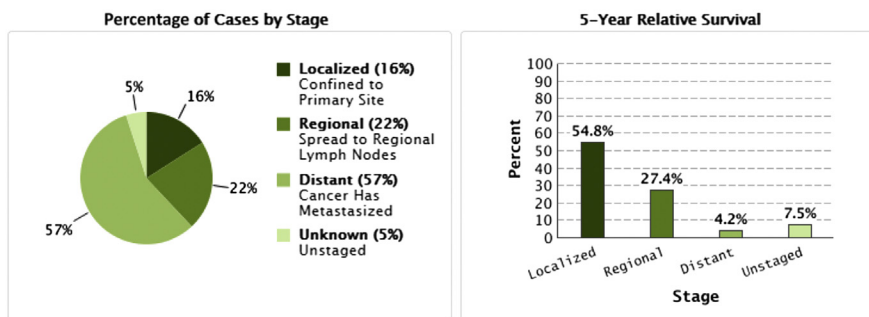 Percentage of Cases by Stage
5%
16%
22%
57%
Localized (16%)
Confined to
Primary Site
Regional (22%)
Spread to Regional
Lymph Nodes
Distant (57%)
Cancer Has
Metastasized
Unknown (5%)
Unstaged
5-Year Relative Survival
Percent
100
90
80
70
60
50
40
30
20
10
0
54.8%
27.4%
4.2%
7.5%
Localized
Regional
Distant
Unstaged
Stage